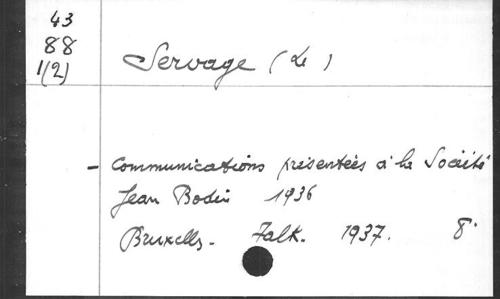 43
88
1(2)
Servage (Le)
- Communications présentées à la Société
Jean Bodin 1936
Bruxelles. Falk. 1937. 8°